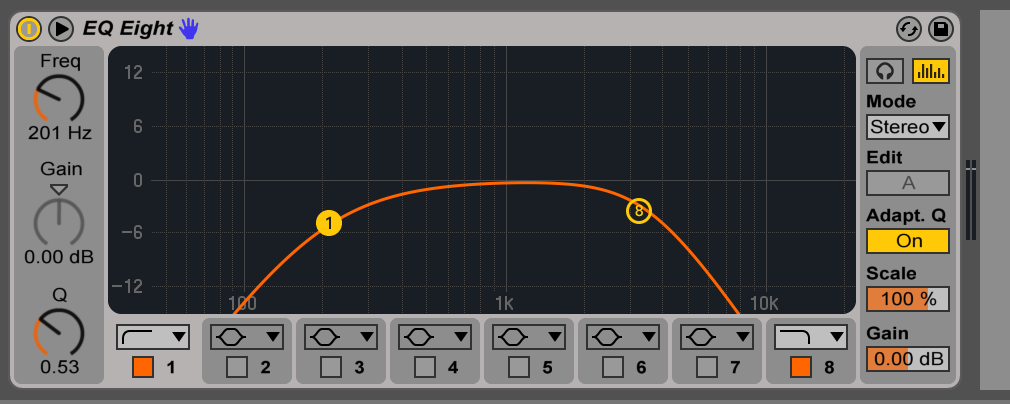 EQ Eight
Freq
201 Hz
Gain
0.00 dB
Q
0.53
12
6
0
−6
−12
100 1k 10k
1
8
1 2 3 4 5 6 7 8
Mode
Stereo
Edit
A
Adapt. Q
On
Scale
100 %
Gain
0.00 dB